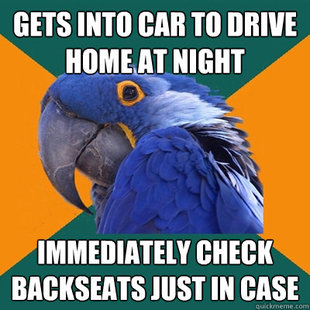 GETS INTO CAR TO DRIVE
HOME AT NIGHT
IMMEDIATELY CHECK
BACKSEATS JUST IN CASE
quickmeme.com